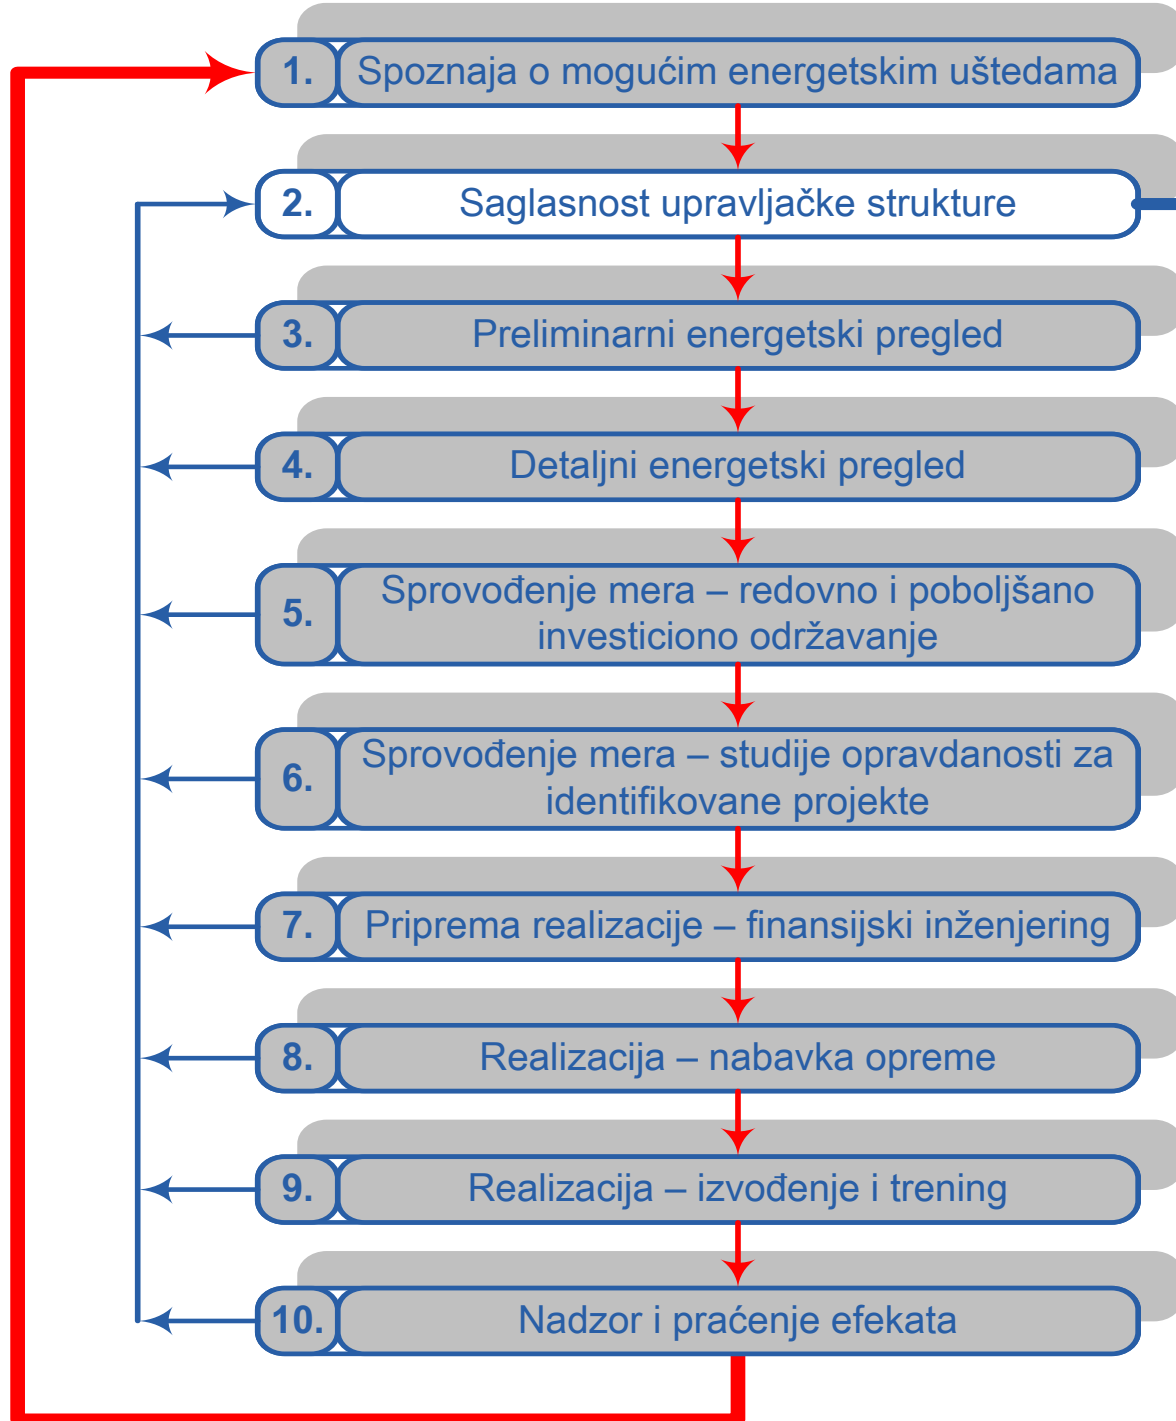 1. Spoznaja o mogućim energetskim uštedama
2. Saglasnost upravljačke strukture
3. Preliminarni energetski pregled
4. Detaljni energetski pregled
5. Sprovođenje mera – redovno i poboljšano
investiciono održavanje
6. Sprovođenje mera – studije opravdanosti za
identifikovane projekte
7. Priprema realizacije – finansijski inženjering
8. Realizacija – nabavka opreme
9. Realizacija – izvođenje i trening
10. Nadzor i praćenje efekata